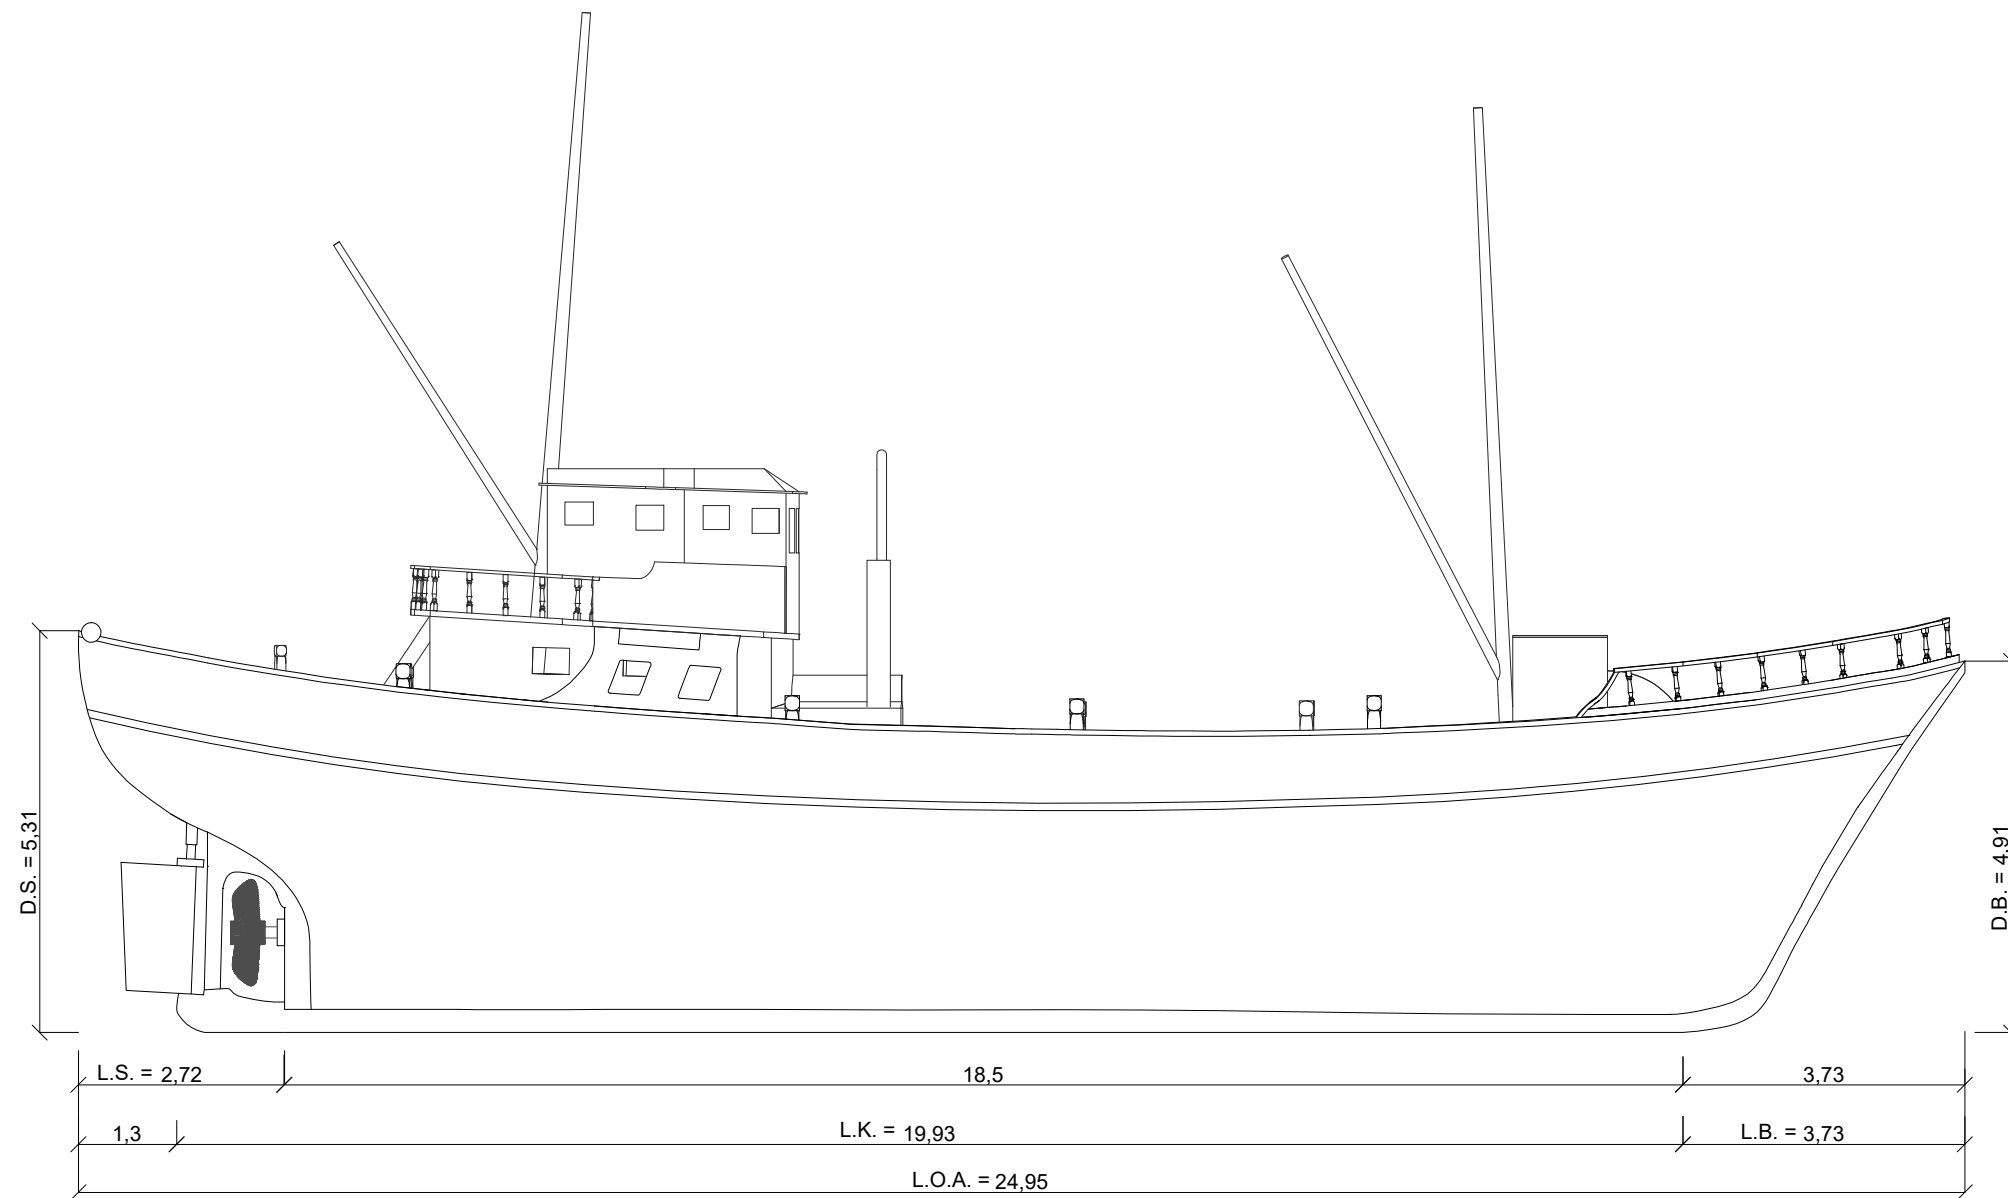 D.S. = 5,31
D.B. = 4,91
L.S. = 2,72
18,5
3,73
1,3
L.K. = 19,93
L.B. = 3,73
L.O.A. = 24,95